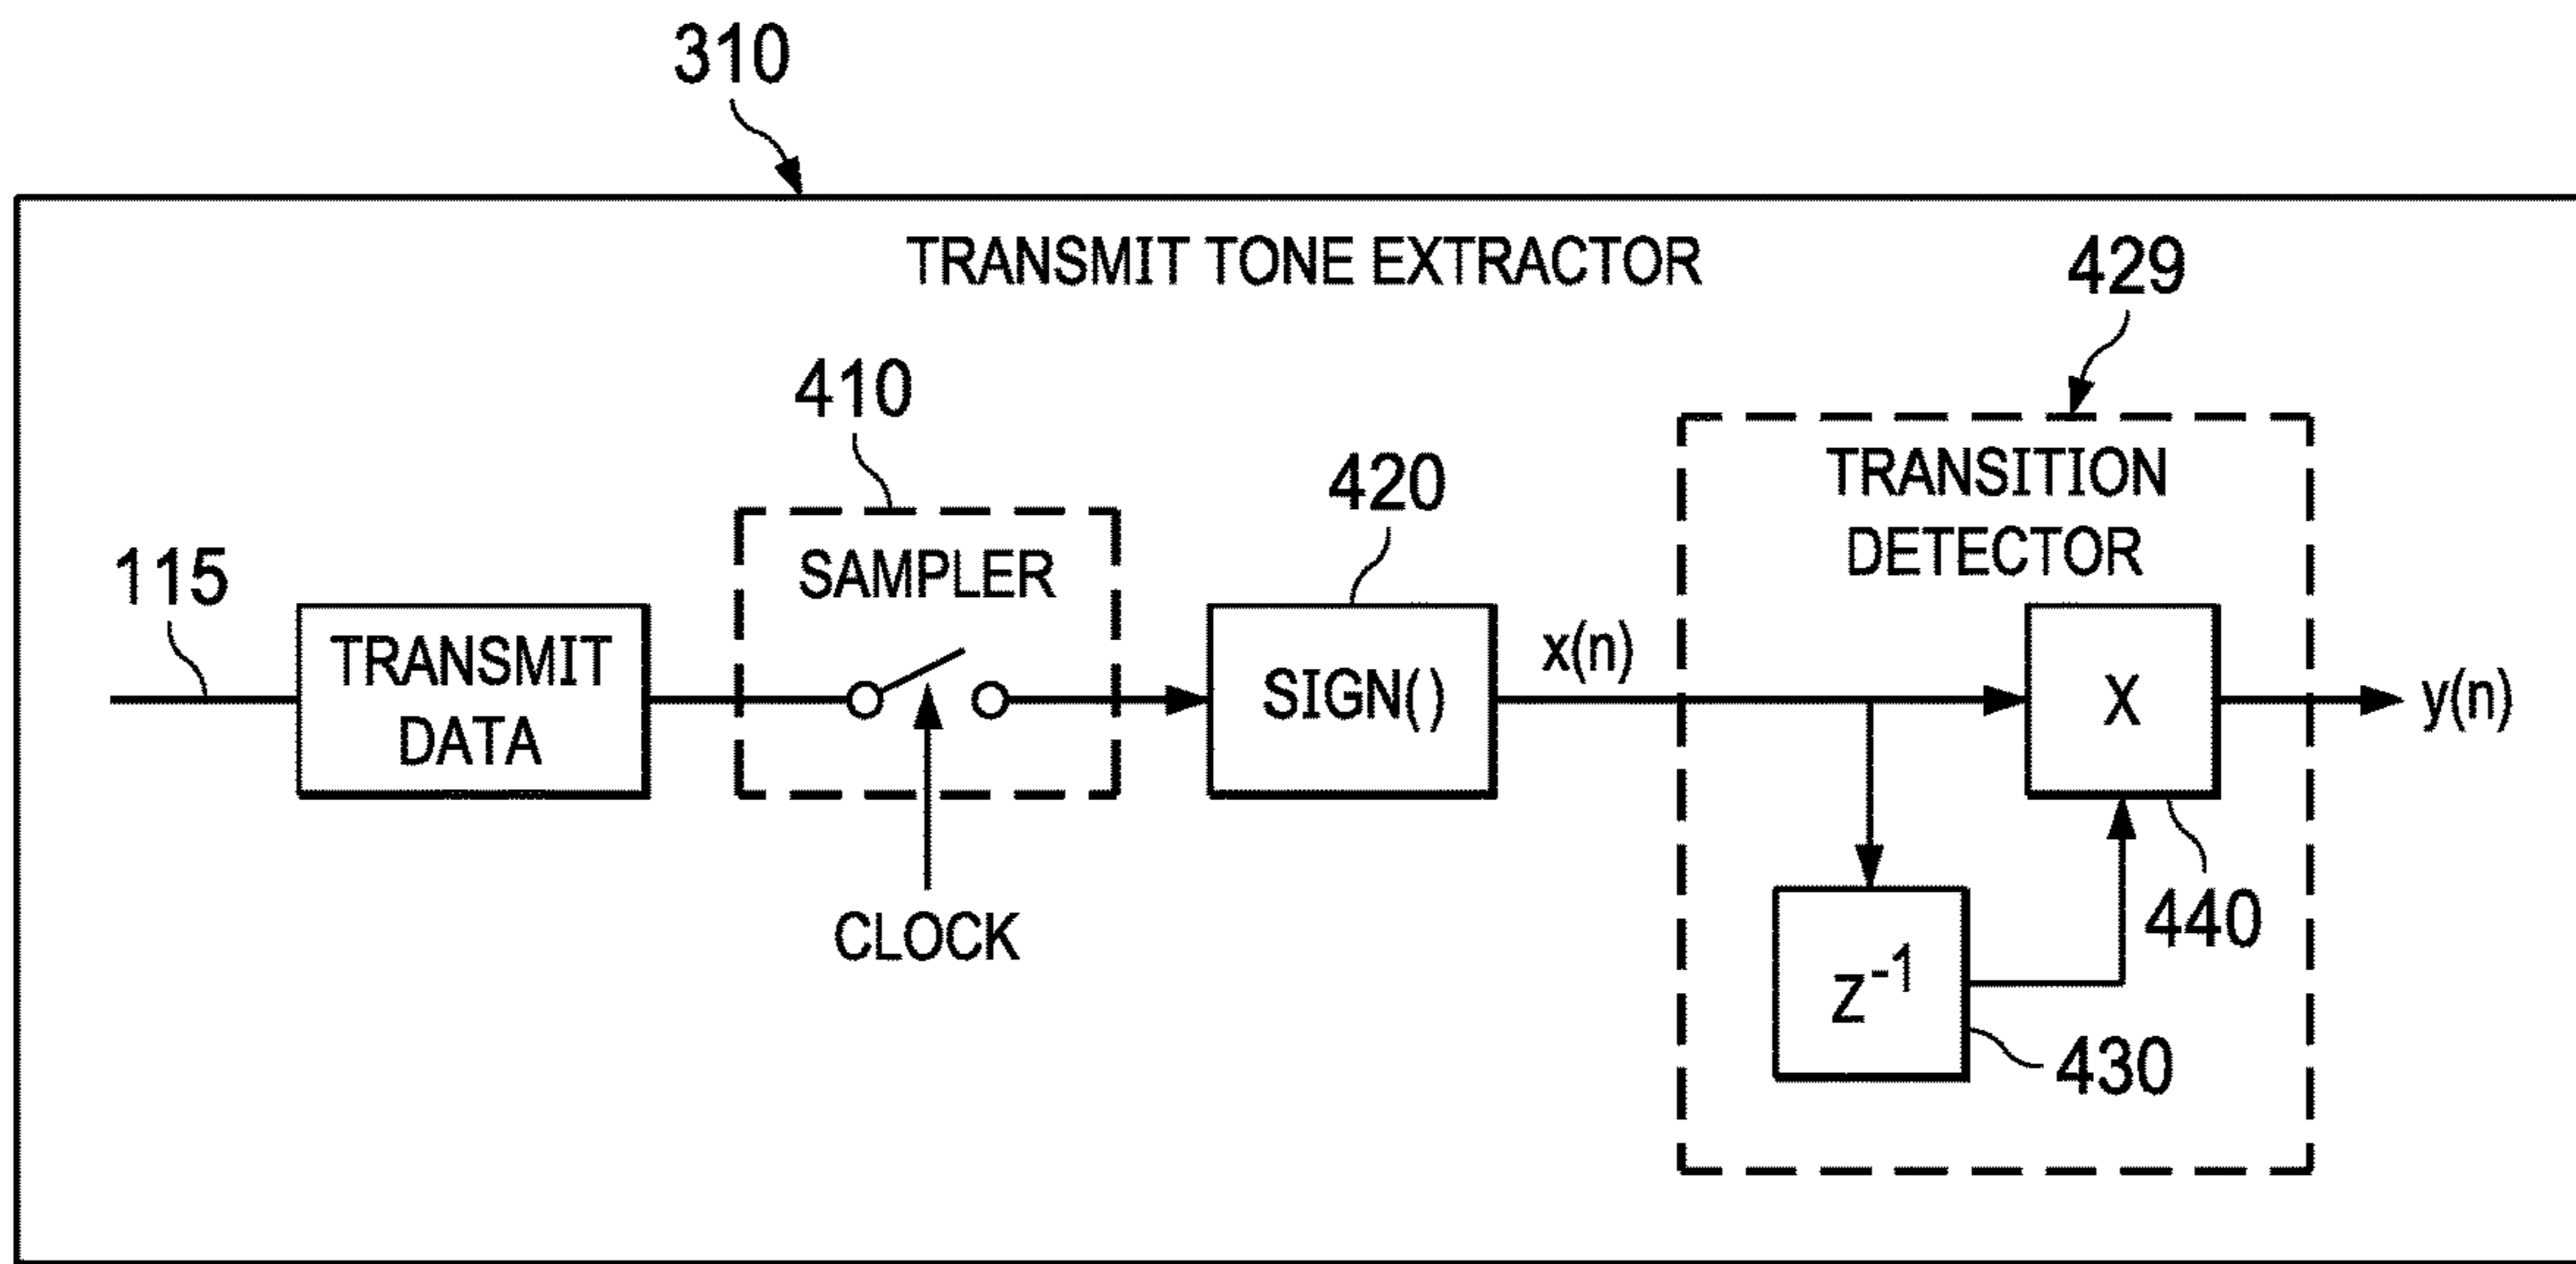 310
TRANSMIT TONE EXTRACTOR
429
410
TRANSITION
DETECTOR
420
SAMPLER
115
TRANSMIT
DATA
SIGN()
x(n)
X
y(n)
CLOCK
440
z-1
430